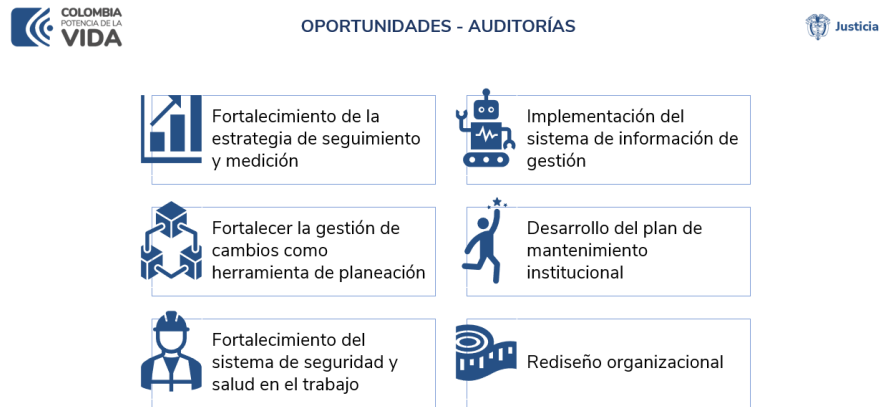 COLOMBIA
POTENCIA DE LA
VIDA
OPORTUNIDADES - AUDITORÍAS
Justicia
Fortalecimiento de la
estrategia de seguimiento
y medición
Implementación del
sistema de información de
gestión
Fortalecer la gestión de
cambios como
herramienta de planeación
Desarrollo del plan de
mantenimiento
institucional
Fortalecimiento del
sistema de seguridad y
salud en el trabajo
Rediseño organizacional